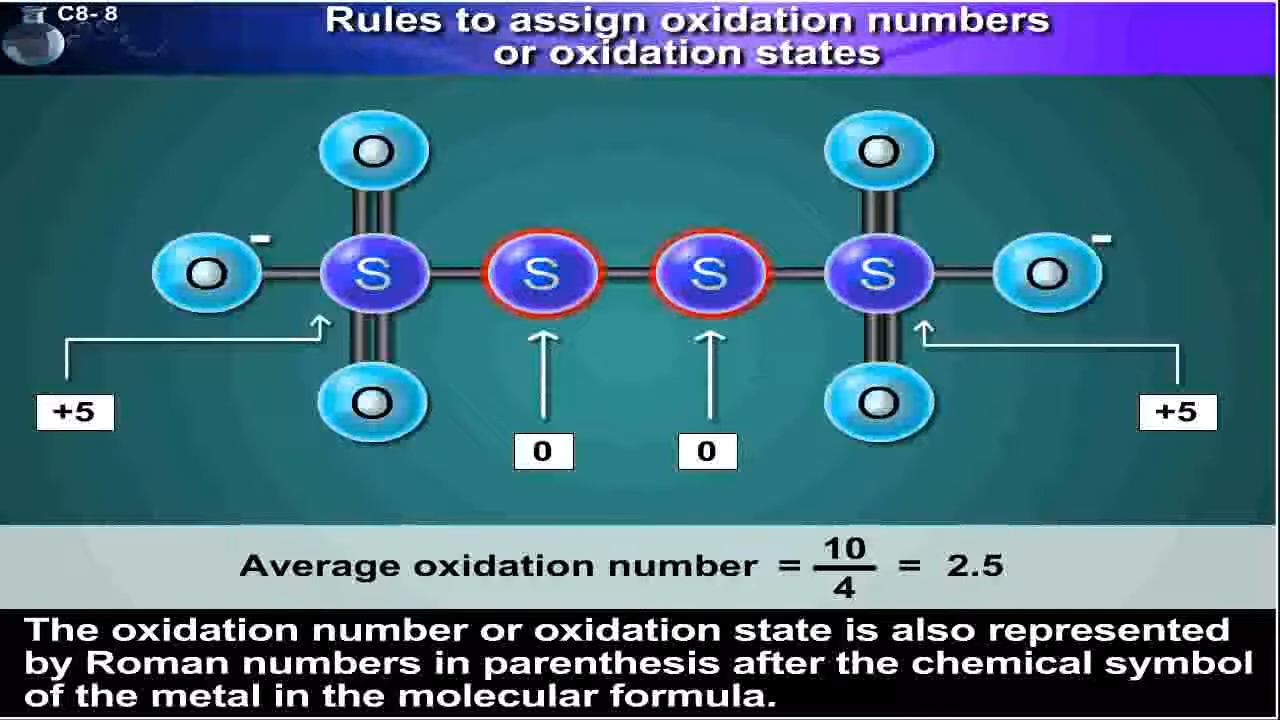 C8- 8
Rules to assign oxidation numbers
or oxidation states
O O
O - S S S S O -
O O
+5 +5
0 0
Average oxidation number = 10/4 = 2.5
The oxidation number or oxidation state is also represented
by Roman numbers in parenthesis after the chemical symbol
of the metal in the molecular formula.